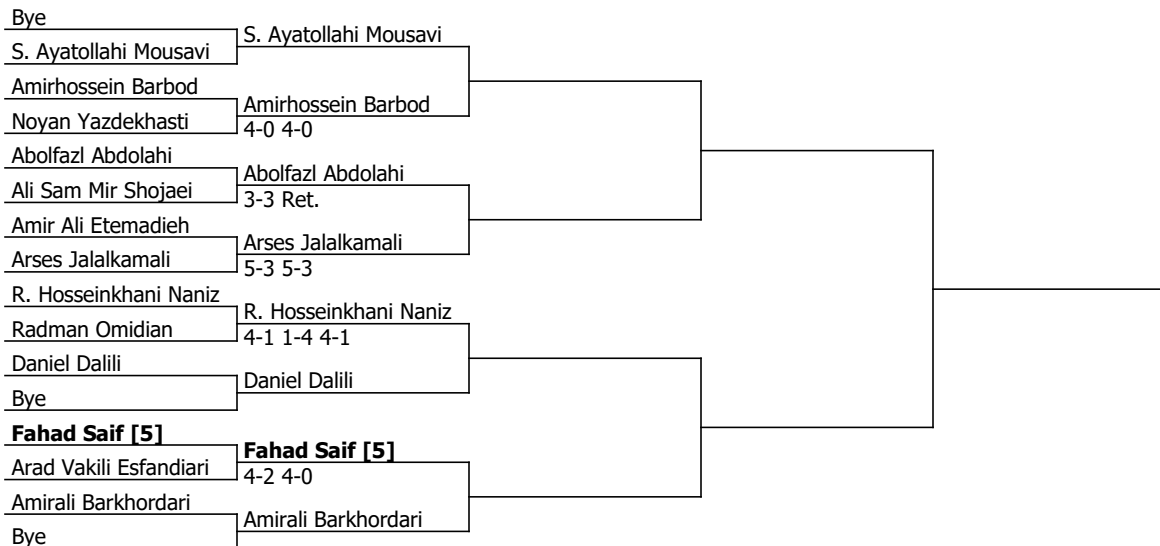 Bye
S. Ayatollahi Mousavi
Amirhossein Barbod
Noyan Yazdekhasti
Abolfazl Abdolahi
Ali Sam Mir Shojaei
Amir Ali Etemadieh
Arses Jalalkamali
R. Hosseinkhani Naniz
Radman Omidian
Daniel Dalili
Bye
Fahad Saif [5]
Arad Vakili Esfandiari
Amirali Barkhordari
Bye
S. Ayatollahi Mousavi
Amirhossein Barbod
4-0 4-0
Abolfazl Abdolahi
3-3 Ret.
Arses Jalalkamali
5-3 5-3
R. Hosseinkhani Naniz
4-1 1-4 4-1
Daniel Dalili
Fahad Saif [5]
4-2 4-0
Amirali Barkhordari